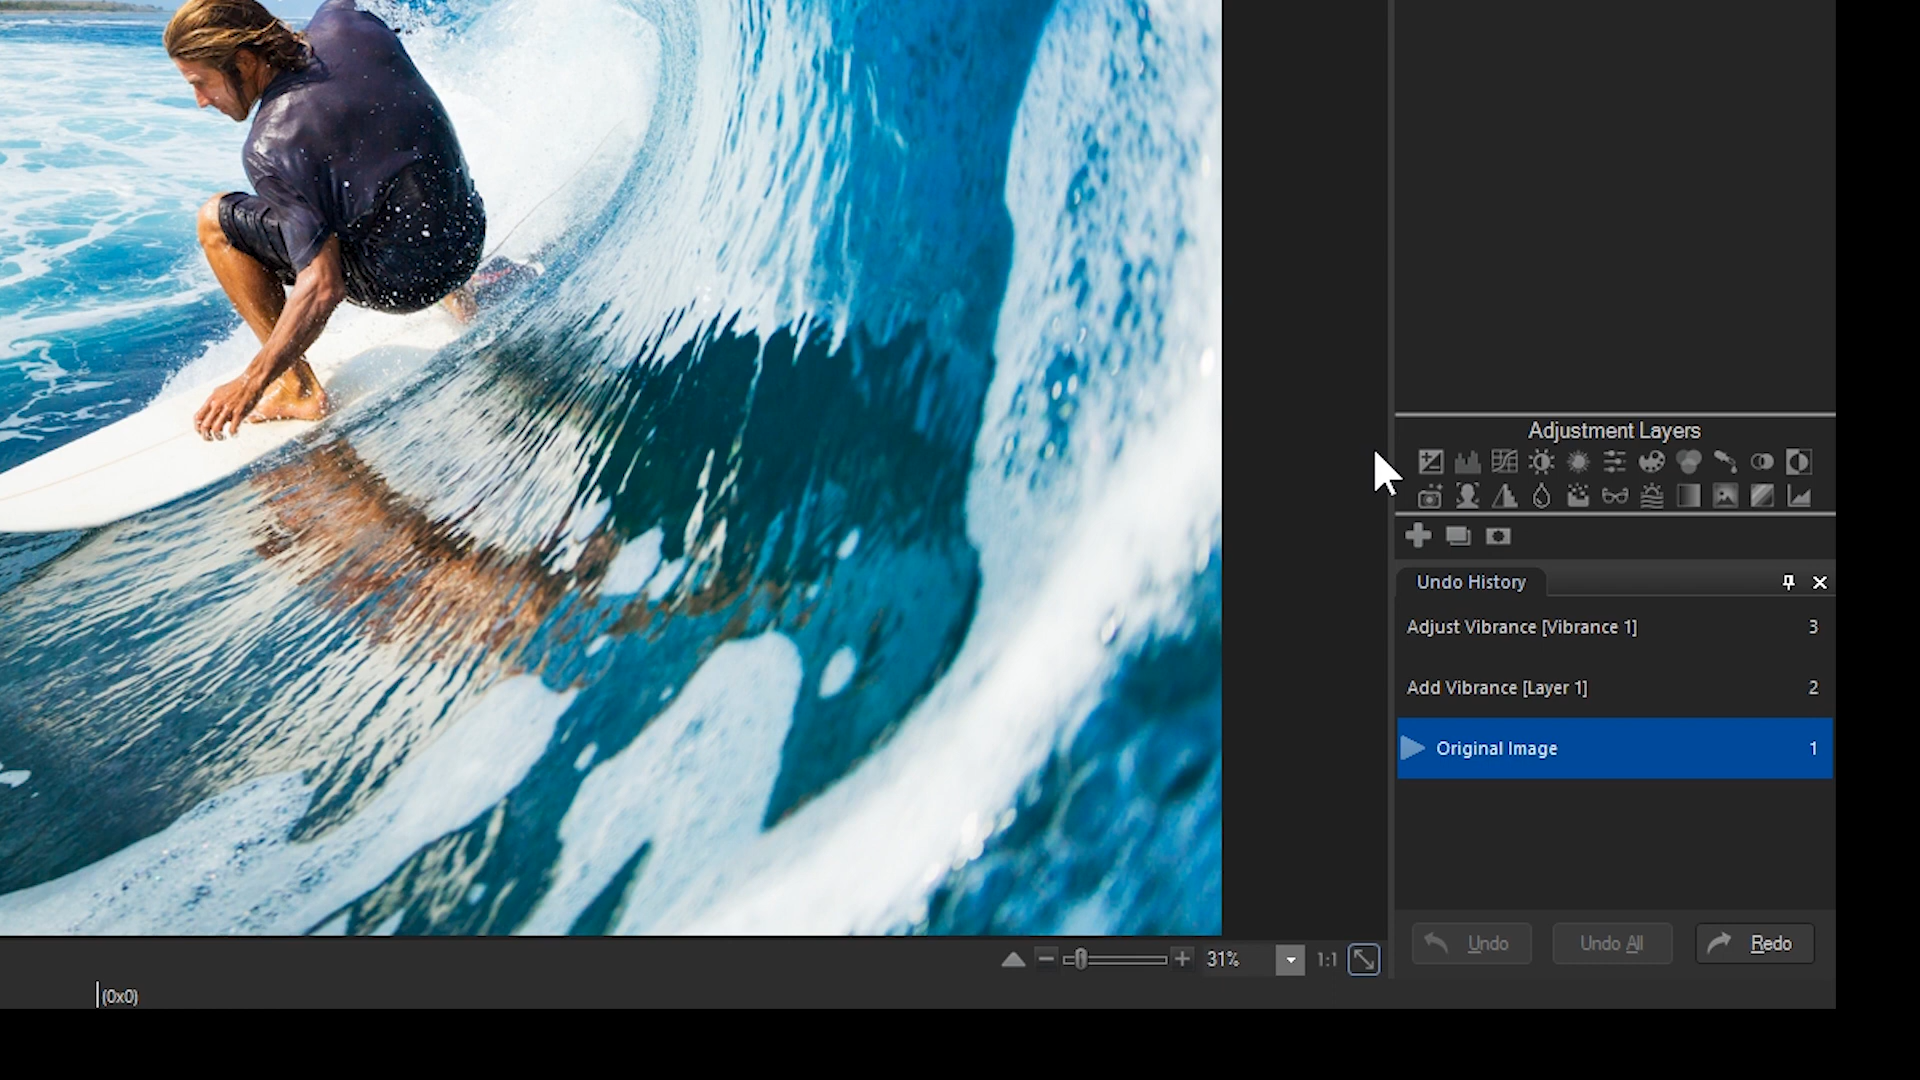 Adjustment Layers
Undo History
Adjust Vibrance [Vibrance 1] 3
Add Vibrance [Layer 1] 2
Original Image 1
Undo Undo All Redo
31% 1:1
(0x0)